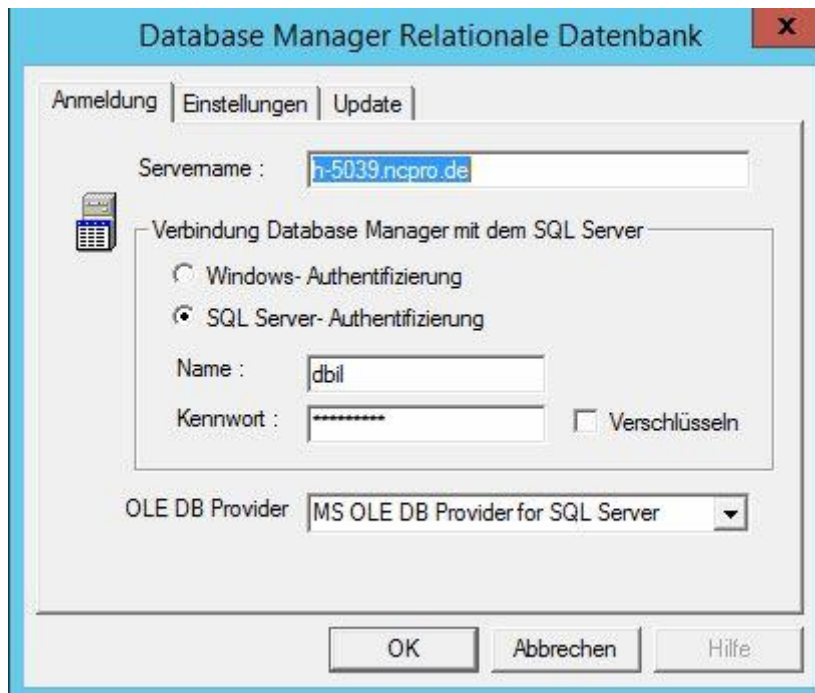 Database Manager Relationale Datenbank
x
Anmeldung Einstellungen Update
Servername : h-5039.ncpro.de
Verbindung Database Manager mit dem SQL Server
Windows- Authentifizierung
SQL Server- Authentifizierung
Name : dbil
Kennwort : ********* Verschlüsseln
OLE DB Provider MS OLE DB Provider for SQL Server
OK Abbrechen Hilfe